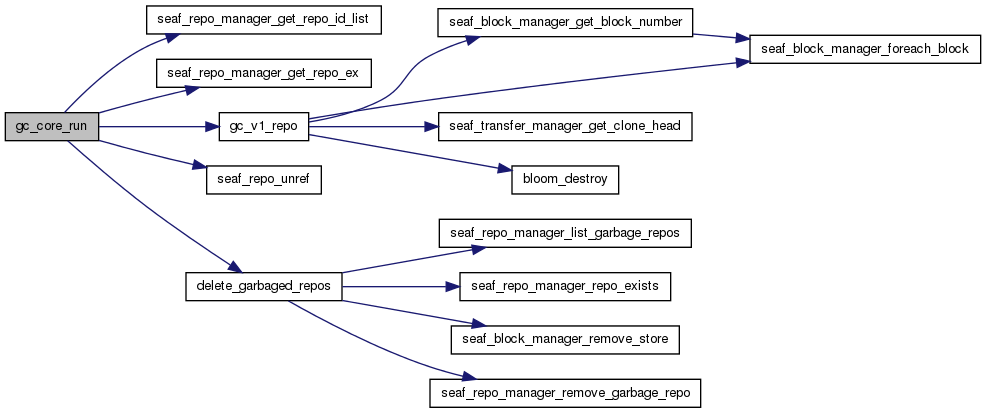 seaf_repo_manager_get_repo_id_list
seaf_block_manager_get_block_number
seaf_block_manager_foreach_block
seaf_repo_manager_get_repo_ex
gc_core_run
gc_v1_repo
seaf_transfer_manager_get_clone_head
seaf_repo_unref
bloom_destroy
seaf_repo_manager_list_garbage_repos
delete_garbaged_repos
seaf_repo_manager_repo_exists
seaf_block_manager_remove_store
seaf_repo_manager_remove_garbage_repo